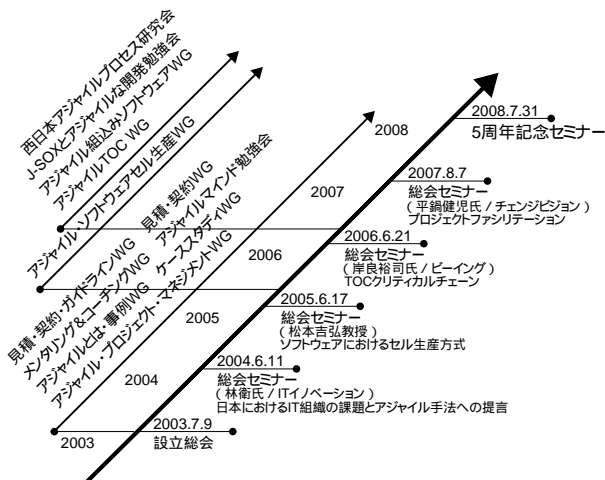 西日本アジャイルプロセス研究会
J-SOXとアジャイルな開発勉強会
アジャイル組込みソフトウェアWG
アジャイルTOC WG
アジャイル・ソフトウェアセル生産WG
見積・契約WG
アジャイルマインド勉強会
見積・契約・ガイドラインWG
メンタリング＆コーチングWG
ケーススタディWG
アジャイルとは・事例WG
アジャイル・プロジェクト・マネジメントWG
2008
2007
2006
2005
2004
2003
2008.7.31
5周年記念セミナー
2007.8.7
総会セミナー
（平鍋健児氏 / チェンジビジョン）
プロジェクトファシリテーション
2006.6.21
総会セミナー
（岸良裕司氏 / ビーイング）
TOCクリティカルチェーン
2005.6.17
総会セミナー
（松本吉弘教授）
ソフトウェアにおけるセル生産方式
2004.6.11
総会セミナー
（林衛氏 / ITイノベーション）
日本におけるIT組織の課題とアジャイル手法への提言
2003.7.9
設立総会